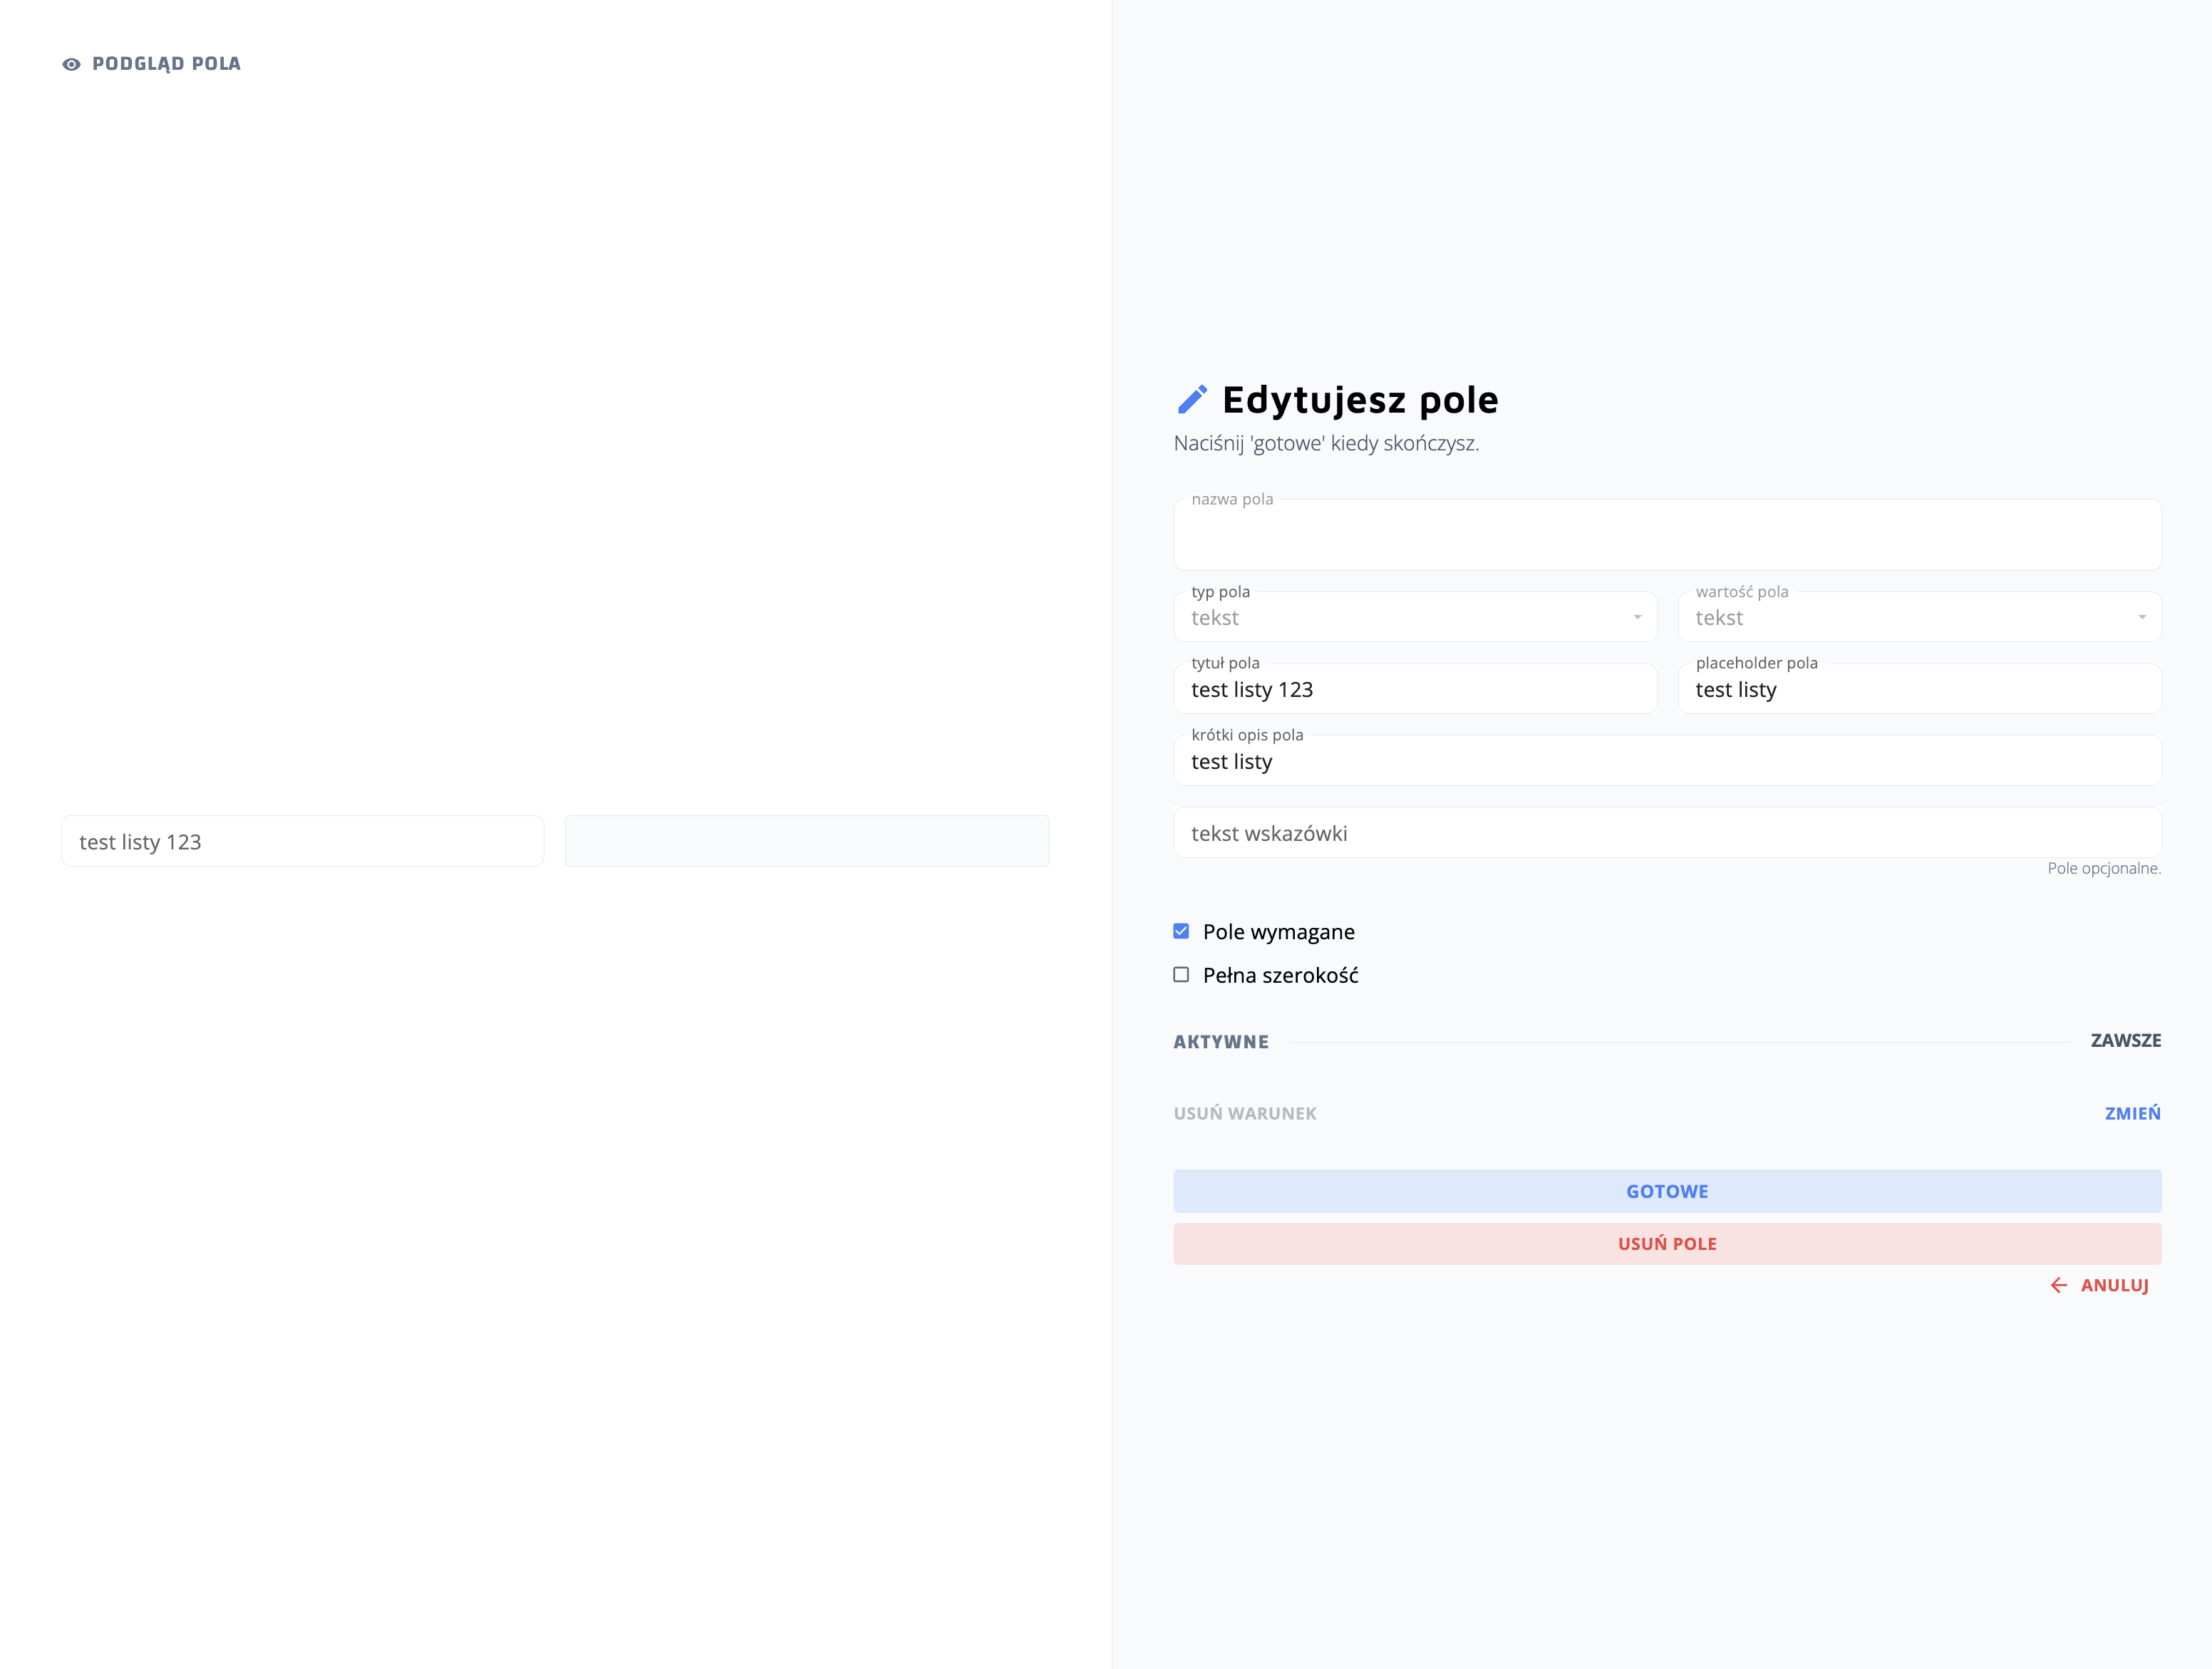 PODGLĄD POLA
test listy 123
Edytujesz pole
Naciśnij 'gotowe' kiedy skończysz.
nazwa pola
typ pola
tekst
wartość pola
tekst
tytuł pola
test listy 123
placeholder pola
test listy
krótki opis pola
test listy
tekst wskazówki
Pole opcjonalne.
Pole wymagane
Pełna szerokość
AKTYWNE
ZAWSZE
USUŃ WARUNEK
ZMIEŃ
GOTOWE
USUŃ POLE
ANULUJ